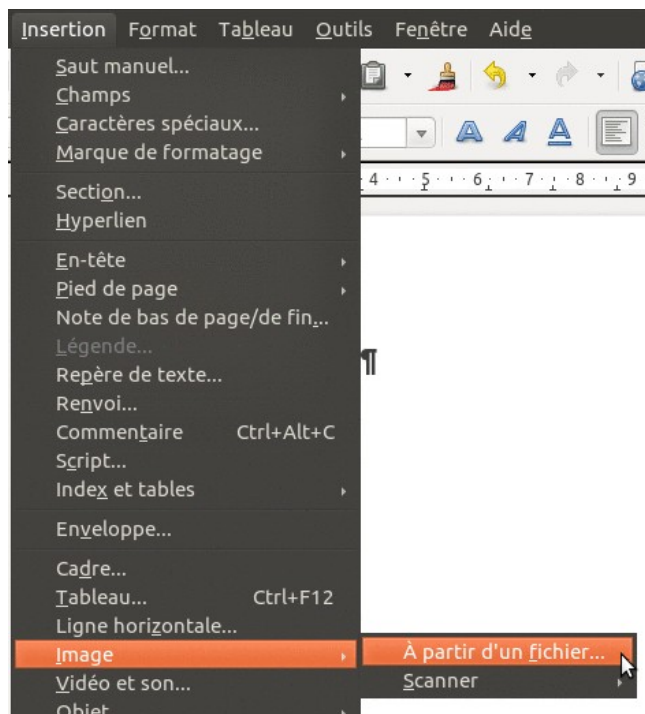 Insertion Format Tableau Outils Fenêtre Aide
Saut manuel...
Champs
Caractères spéciaux...
Marque de formatage
4 5 6 7 8 9
Section...
Hyperlien
En-tête
Pied de page
Note de bas de page/de fin...
Légende...
¶
Repère de texte...
Renvoi...
Commentaire Ctrl+Alt+C
Script...
Index et tables
Enveloppe...
Cadre...
Tableau... Ctrl+F12
Ligne horizontale...
Image À partir d'un fichier...
Vidéo et son... Scanner
Objet